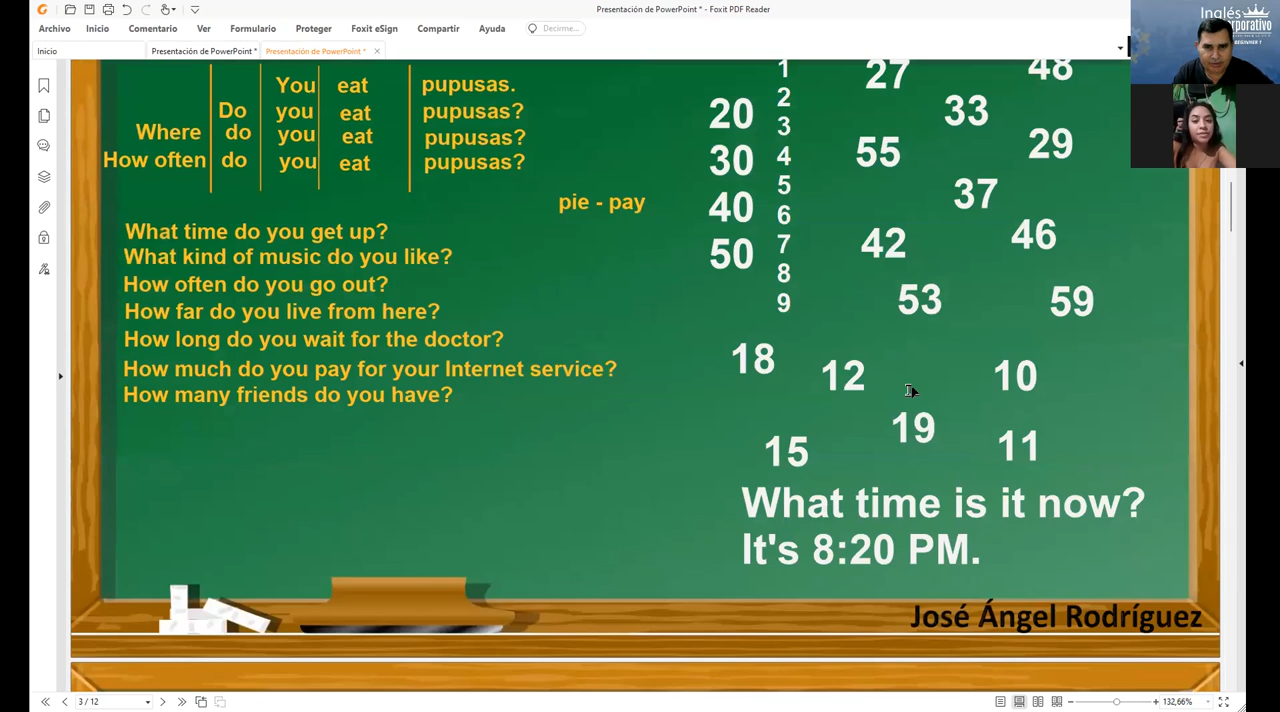 Presentación de PowerPoint * - Foxit PDF Reader
Archivo Inicio Comentario Ver Formulario Proteger Foxit eSign Compartir Ayuda Decirme...
Inicio Presentación de PowerPoint * Presentación de PowerPoint *
Inglés
BEGINNER 1
You eat pupusas.
Do you eat pupusas?
Where do you eat pupusas?
How often do you eat pupusas?
pie - pay
What time do you get up?
What kind of music do you like?
How often do you go out?
How far do you live from here?
How long do you wait for the doctor?
How much do you pay for your Internet service?
How many friends do you have?
20
30
40
50
1
2
3
4
5
6
7
8
9
27 48
33
55 29
37
42 46
53 59
18 12 10
19
15 11
What time is it now?
It's 8:20 PM.
José Ángel Rodríguez
3 / 12
132,66%